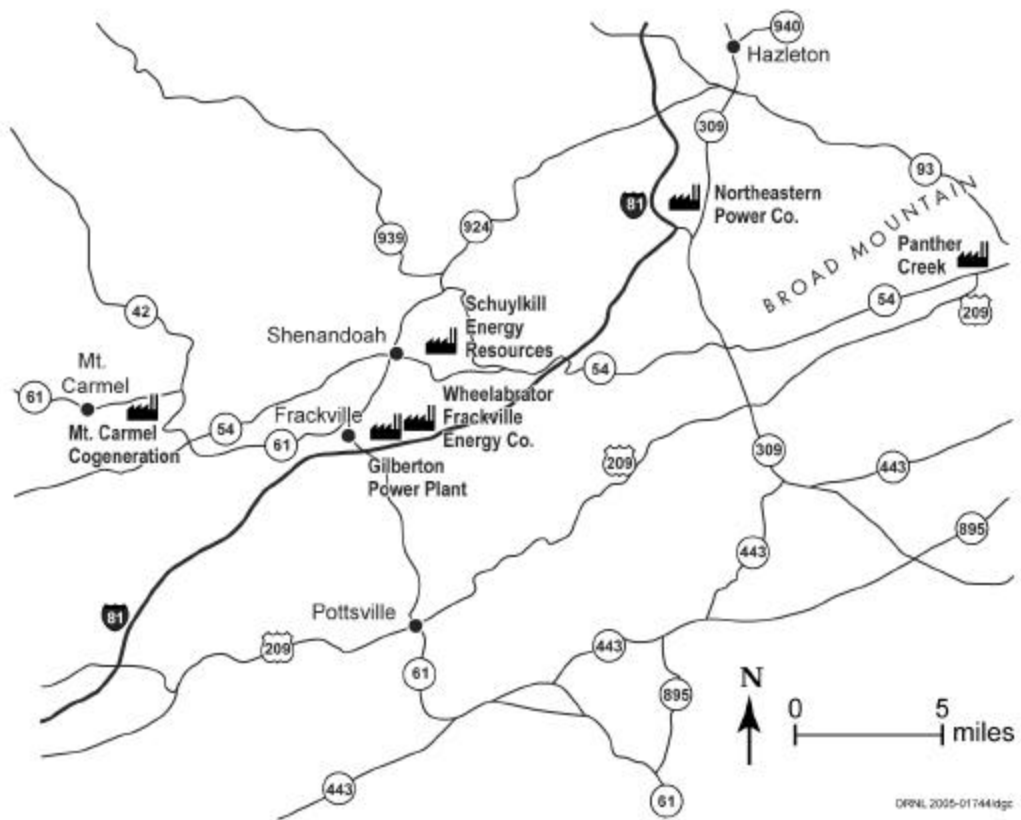 940
Hazleton
309
93
81
Northeastern
Power Co.
BROAD MOUNTAIN
Panther
Creek
939
924
54
209
42
Schuylkill
Energy
Resources
Shenandoah
54
Mt.
Carmel
61
Wheelabrator
Frackville
Energy Co.
Frackville
54
61
Mt. Carmel
Cogeneration
Gilberton
Power Plant
209
309
443
895
443
81
Pottsville
209
443
61
895
N
0 5
miles
443
61
ORNL 2005-01744/dgc